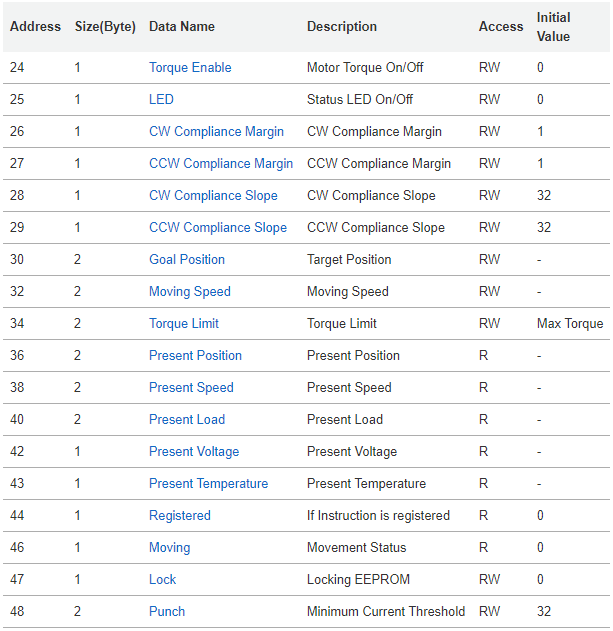 Address Size(Byte) Data Name Description Access Initial Value
24 1 Torque Enable Motor Torque On/Off RW 0
25 1 LED Status LED On/Off RW 0
26 1 CW Compliance Margin CW Compliance Margin RW 1
27 1 CCW Compliance Margin CCW Compliance Margin RW 1
28 1 CW Compliance Slope CW Compliance Slope RW 32
29 1 CCW Compliance Slope CCW Compliance Slope RW 32
30 2 Goal Position Target Position RW -
32 2 Moving Speed Moving Speed RW -
34 2 Torque Limit Torque Limit RW Max Torque
36 2 Present Position Present Position R -
38 2 Present Speed Present Speed R -
40 2 Present Load Present Load R -
42 1 Present Voltage Present Voltage R -
43 1 Present Temperature Present Temperature R -
44 1 Registered If Instruction is registered R 0
46 1 Moving Movement Status R 0
47 1 Lock Locking EEPROM RW 0
48 2 Punch Minimum Current Threshold RW 32